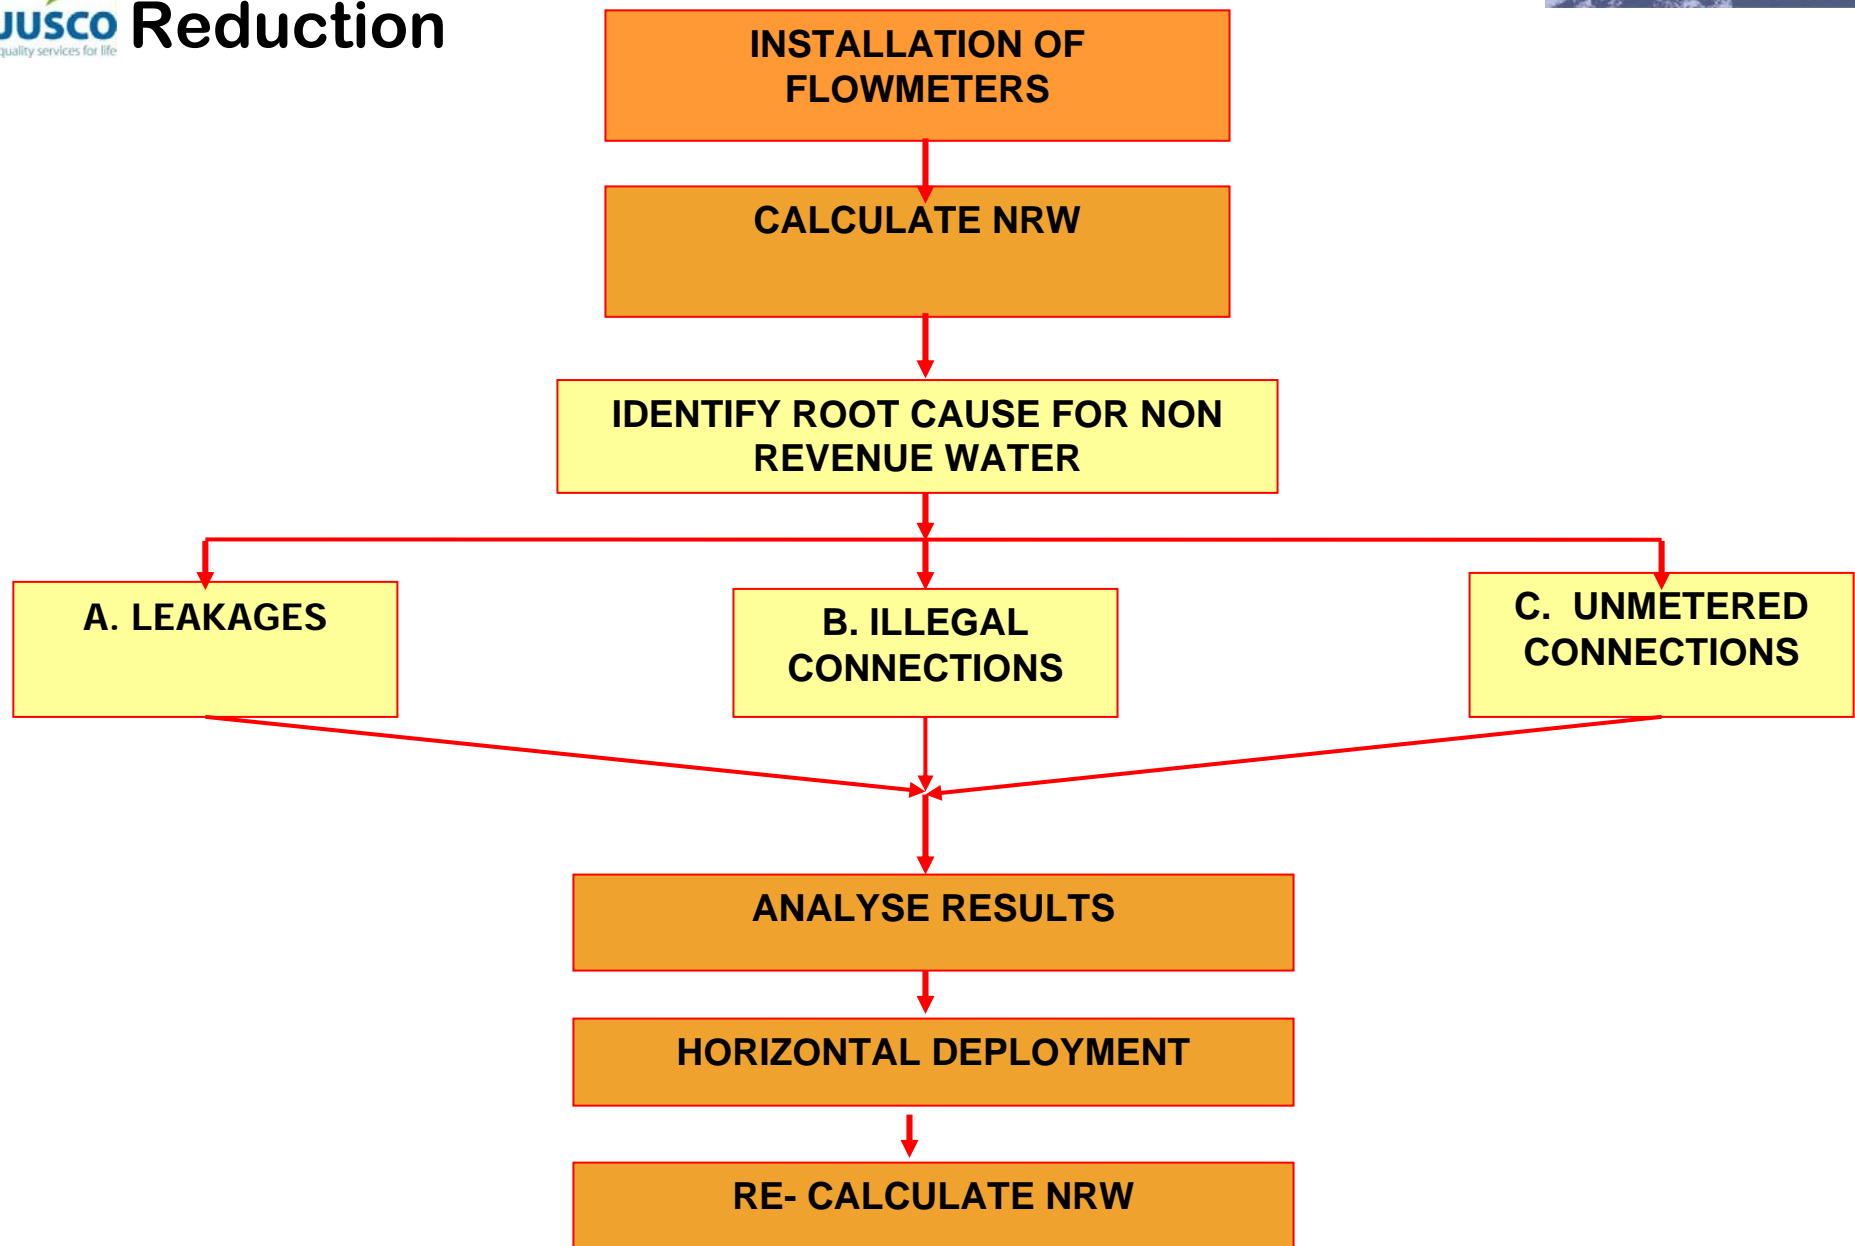 JUSCO
quality services for life
Reduction
INSTALLATION OF
FLOWMETERS
CALCULATE NRW
IDENTIFY ROOT CAUSE FOR NON
REVENUE WATER
A. LEAKAGES
B. ILLEGAL
CONNECTIONS
C. UNMETERED
CONNECTIONS
ANALYSE RESULTS
HORIZONTAL DEPLOYMENT
RE- CALCULATE NRW